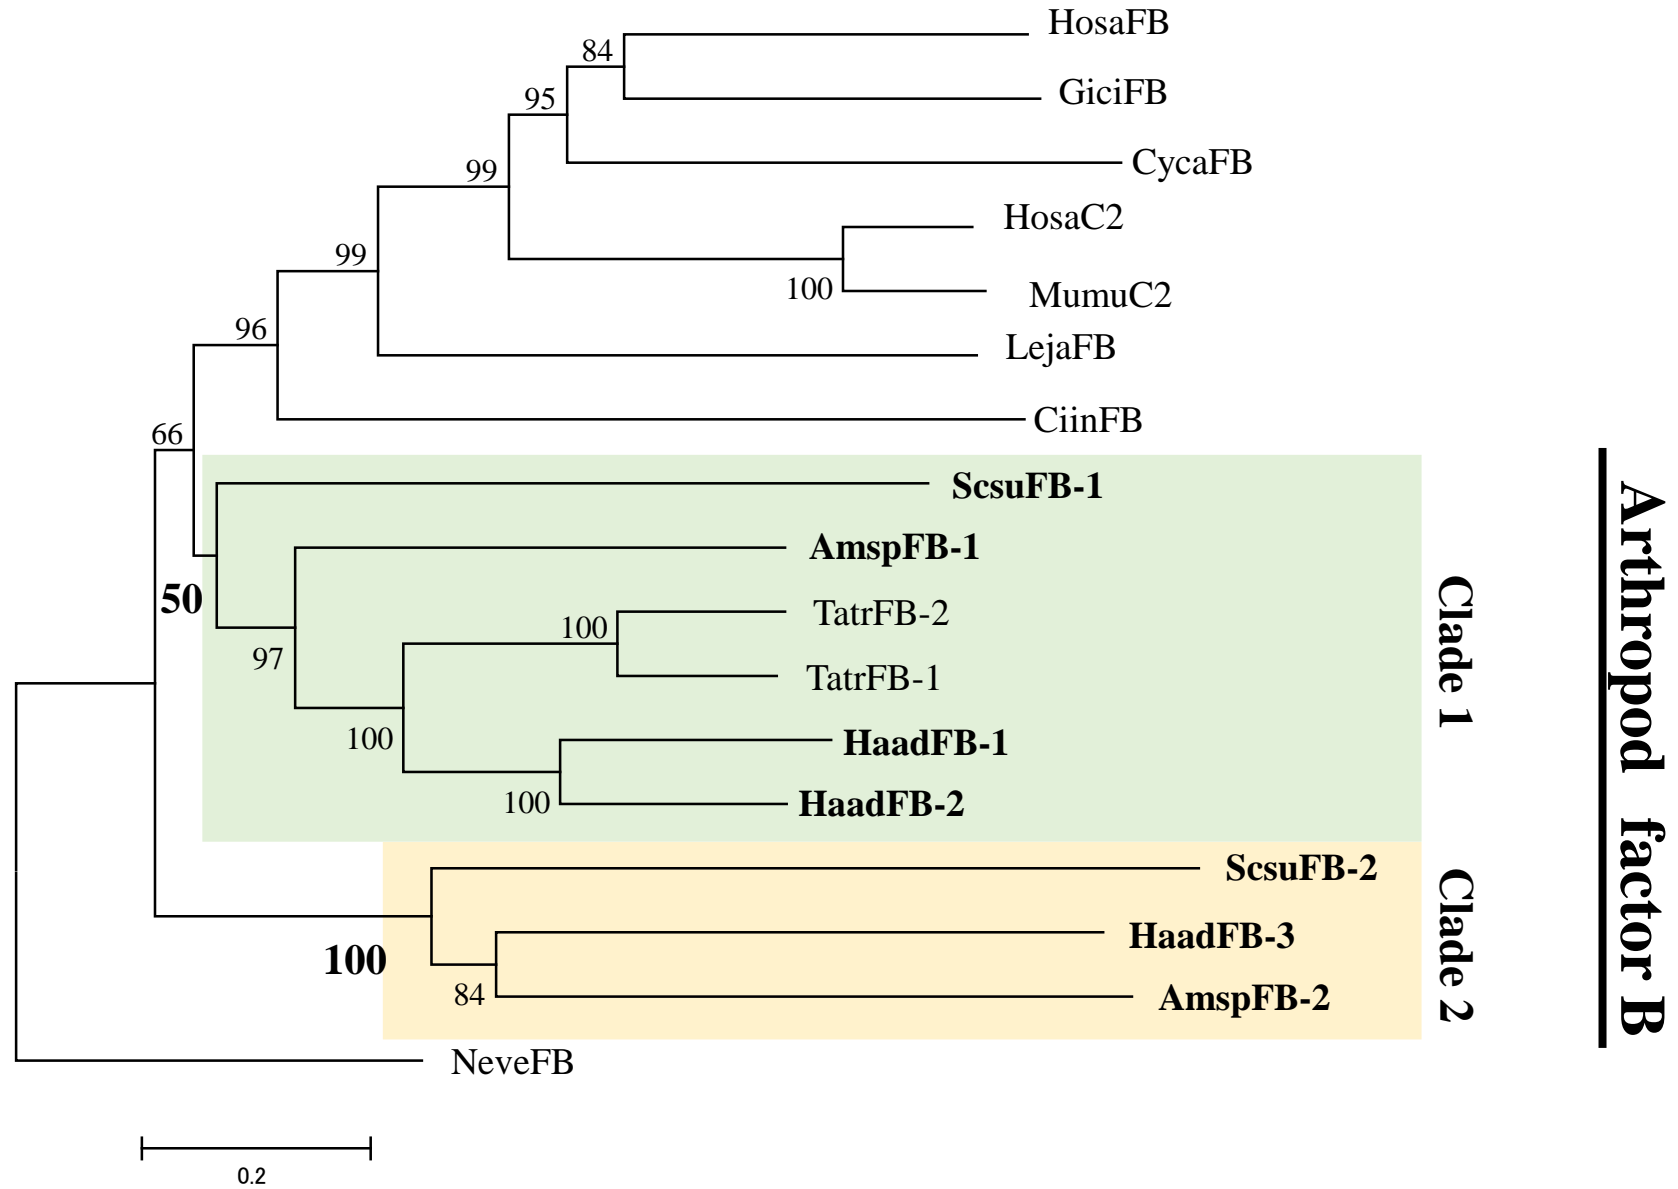 HosaFB
84
GiciFB
95
CycaFB
99
HosaC2
99
100
MumuC2
LejaFB
96
CiinFB
66
ScsuFB-1
AmspFB-1
50
TatrFB-2
100
97
TatrFB-1
100
HaadFB-1
100
HaadFB-2
Clade 1
ScsuFB-2
HaadFB-3
100
84
AmspFB-2
Clade 2
Arthropod factor B
NeveFB
0.2